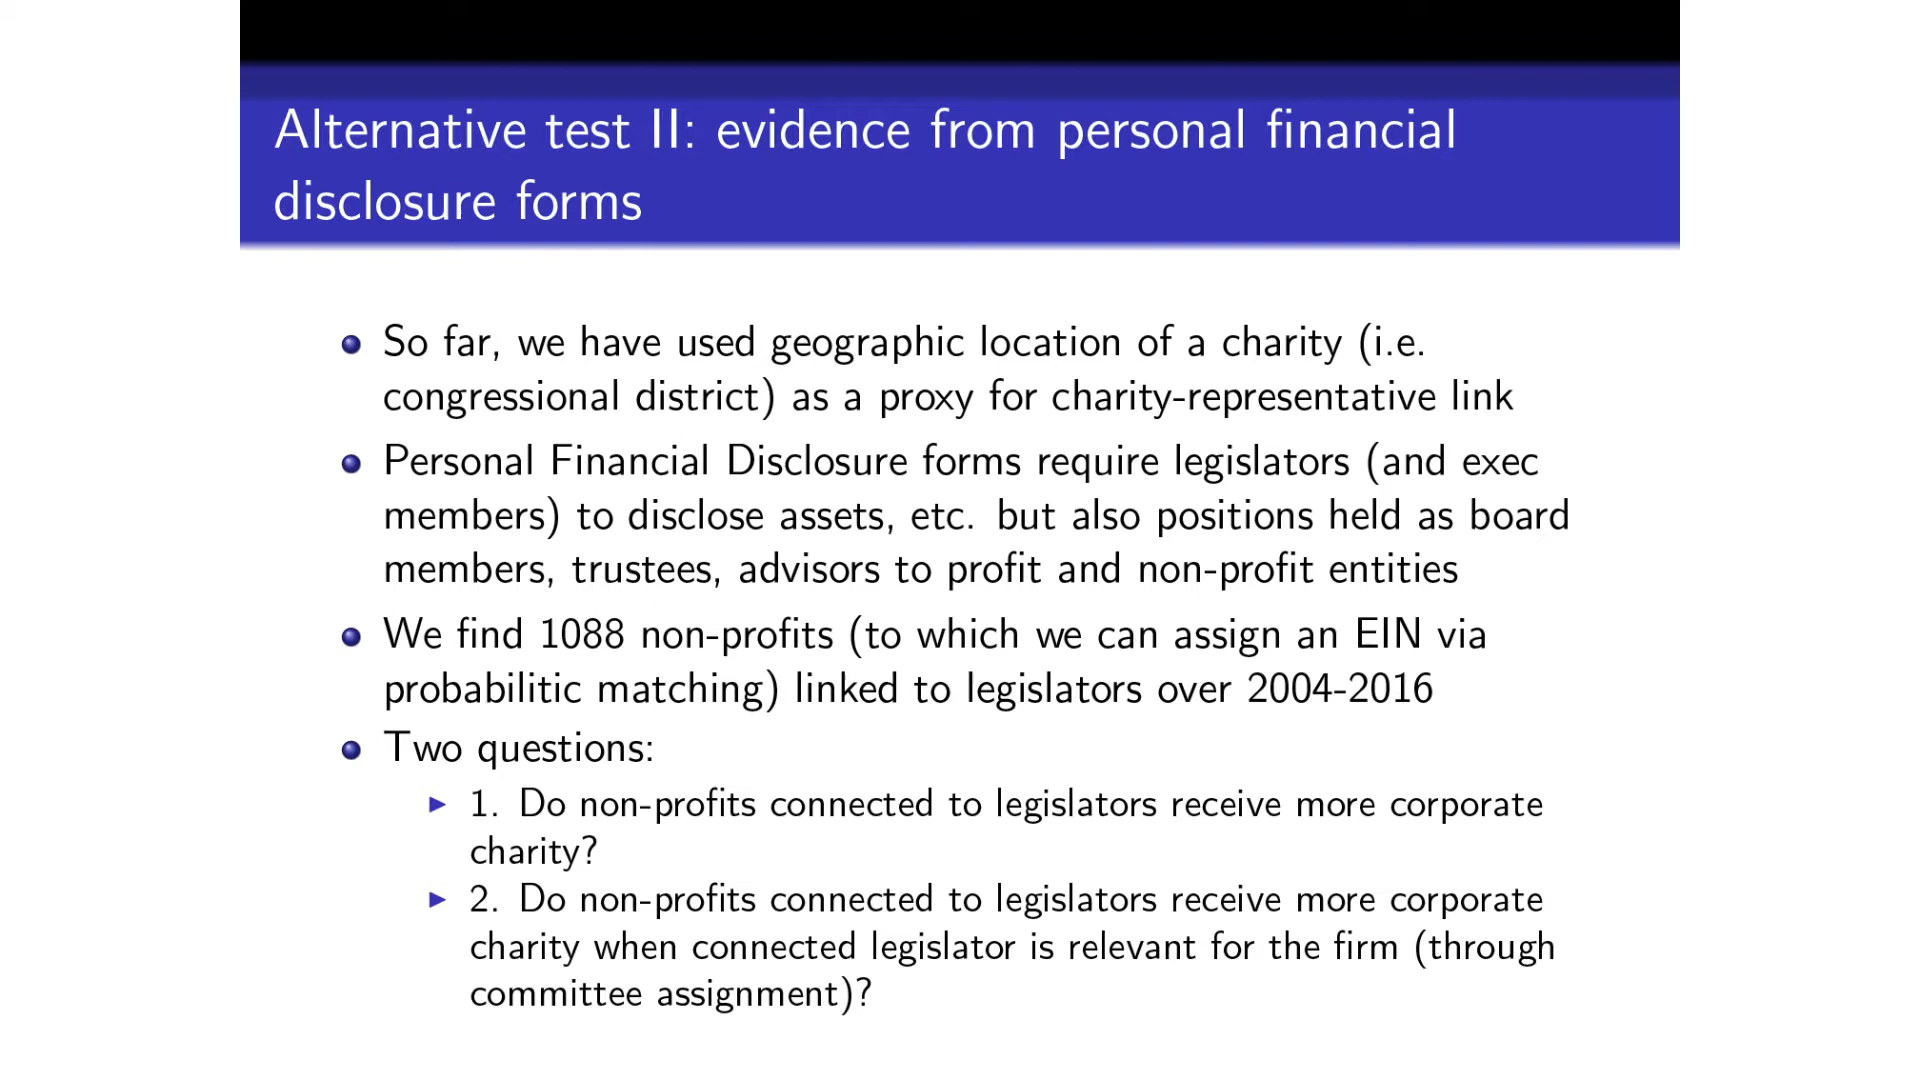 Alternative test II: evidence from personal financial
disclosure forms
So far, we have used geographic location of a charity (i.e.
congressional district) as a proxy for charity-representative link
Personal Financial Disclosure forms require legislators (and exec
members) to disclose assets, etc. but also positions held as board
members, trustees, advisors to profit and non-profit entities
We find 1088 non-profits (to which we can assign an EIN via
probabilitic matching) linked to legislators over 2004-2016
Two questions:
1. Do non-profits connected to legislators receive more corporate
charity?
2. Do non-profits connected to legislators receive more corporate
charity when connected legislator is relevant for the firm (through
committee assignment)?